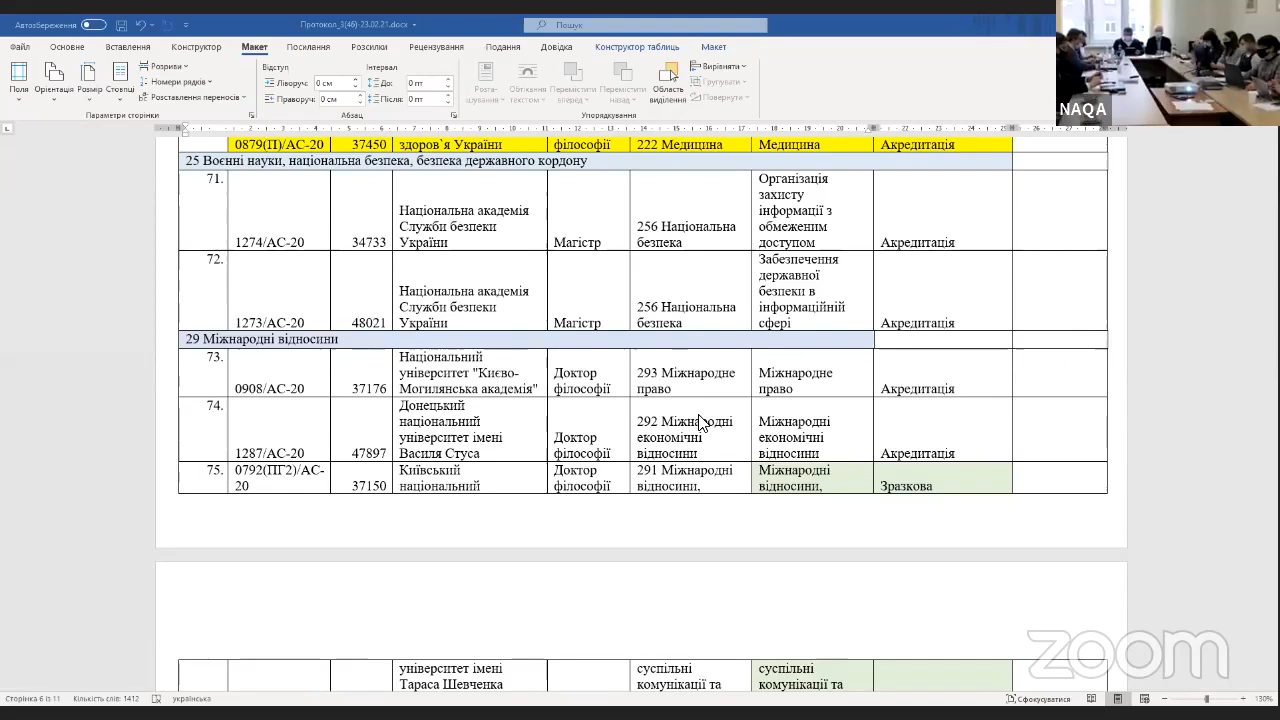 Автозбереження
Протокол_3(46)-23.02.21.docx
Пошук
Файл Основне Вставлення Конструктор Макет Посилання Розсилки Рецензування Подання Довідка Конструктор таблиць Макет
Поля
Орієнтація
Розмір
Стовпці
Розриви
Номери рядків
Розставлення переносів
Параметри сторінки
Відступ
Ліворуч: 0 см
Праворуч: 0 см
Інтервал
До: 0 пт
Після: 0 пт
Абзац
Розта-
шування
Обтікання
текстом
Перемістити
вперед
Перемістити
назад
Область
виділення
Вирівняти
Групувати
Повернути
Упорядкування
NAQA
0879(П)/АС-20 37450 здоров`я України філософії 222 Медицина Медицина Акредитація
25 Воєнні науки, національна безпека, безпека державного кордону
71. Організація
захисту
Національна академія інформації з
Служби безпеки 256 Національна обмеженим
1274/АС-20 34733 України Магістр безпека доступом Акредитація
72. Забезпечення
державної
Національна академія безпеки в
Служби безпеки 256 Національна інформаційній
1273/АС-20 48021 України Магістр безпека сфері Акредитація
29 Міжнародні відносини
73. Національний
університет "Києво- Доктор 293 Міжнародне Міжнародне
0908/АС-20 37176 Могилянська академія" філософії право право Акредитація
74. Донецький
національний 292 Міжнародні Міжнародні
університет імені Доктор економічні економічні
1287/АС-20 47897 Василя Стуса філософії відносини відносини Акредитація
75. 0792(ПГ2)/АС- Київський Доктор 291 Міжнародні Міжнародні
20 37150 національний філософії відносини, відносини, Зразкова
університет імені суспільні суспільні
Тараса Шевченка комунікації та комунікації та
zoom
Сторінка 6 із 11 Кількість слів: 1412 українська Сфокусуватися 130%